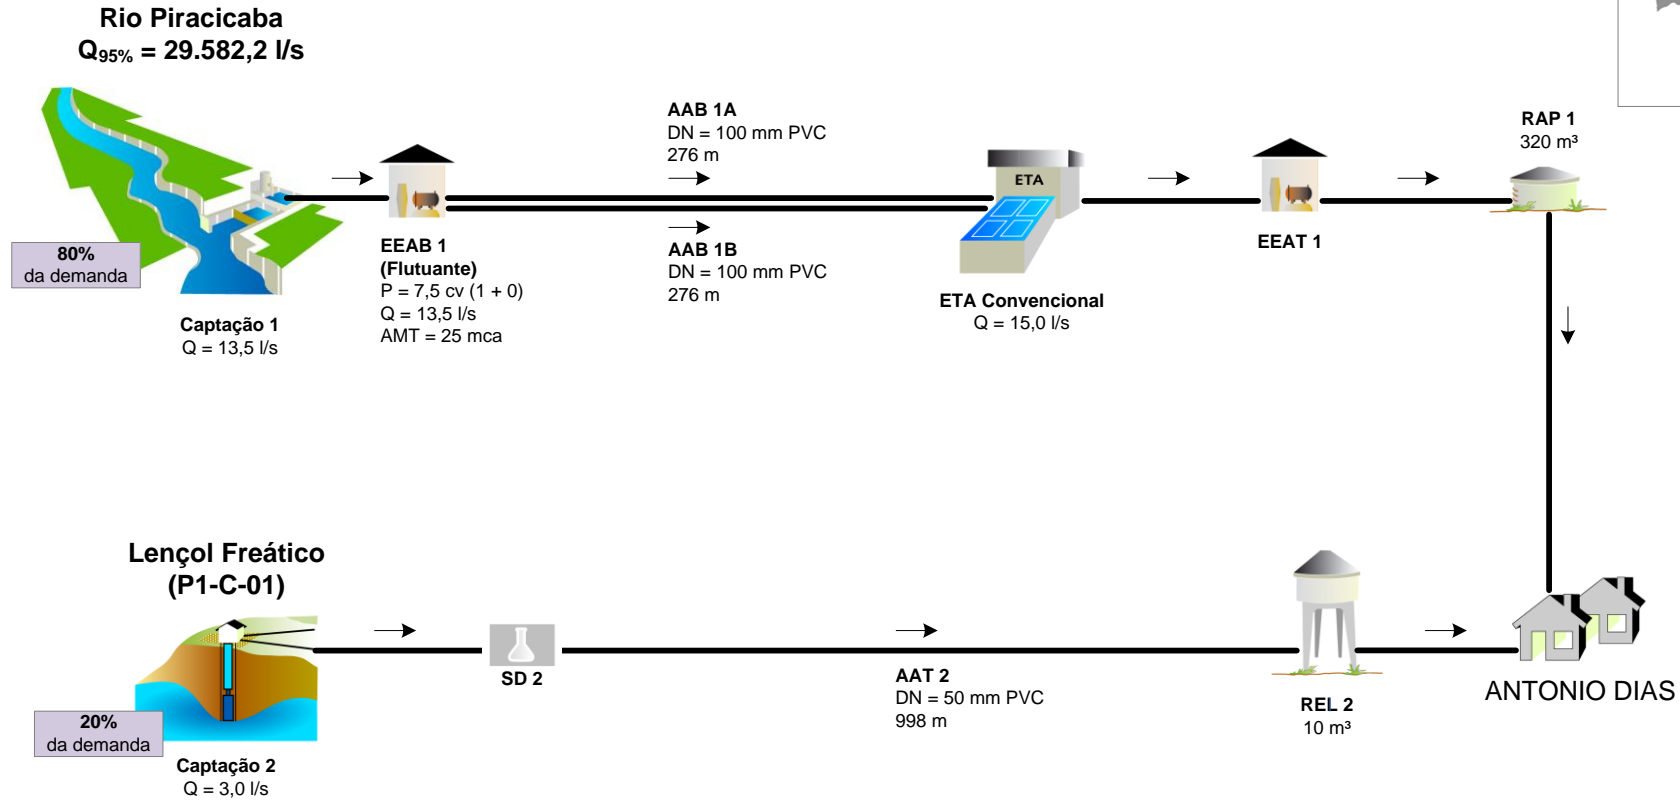 Rio Piracicaba
Q95% = 29.582,2 l/s
80%
da demanda
Captação 1
Q = 13,5 l/s
EEAB 1
(Flutuante)
P = 7,5 cv (1 + 0)
Q = 13,5 l/s
AMT = 25 mca
AAB 1A
DN = 100 mm PVC
276 m
AAB 1B
DN = 100 mm PVC
276 m
ETA
ETA Convencional
Q = 15,0 l/s
EEAT 1
RAP 1
320 m³
Lençol Freático
(P1-C-01)
20%
da demanda
Captação 2
Q = 3,0 l/s
SD 2
AAT 2
DN = 50 mm PVC
998 m
REL 2
10 m³
ANTONIO DIAS